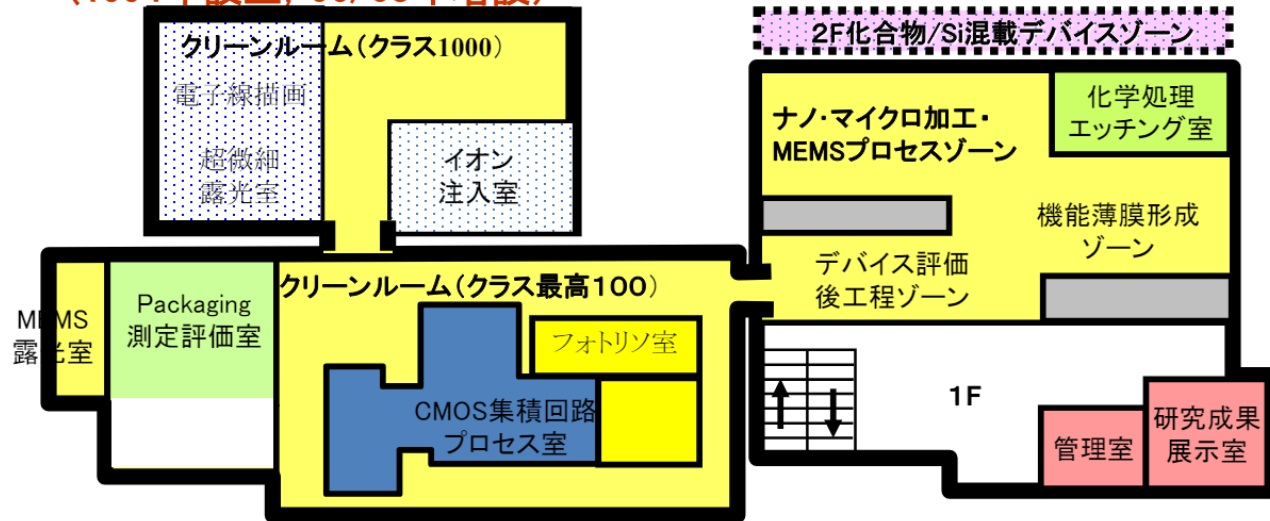 2F化合物/Si混載デバイスゾーン
クリーンルーム(クラス1000)
電子線描画
超微細
露光室
イオン
注入室
ナノ・マイクロ加工・
MEMSプロセスゾーン
化学処理
エッチング室
機能薄膜形成
ゾーン
デバイス評価
後工程ゾーン
MEMS
露光室
Packaging
測定評価室
クリーンルーム(クラス最高100)
フォトリソ室
CMOS集積回路
プロセス室
1F
管理室
研究成果
展示室